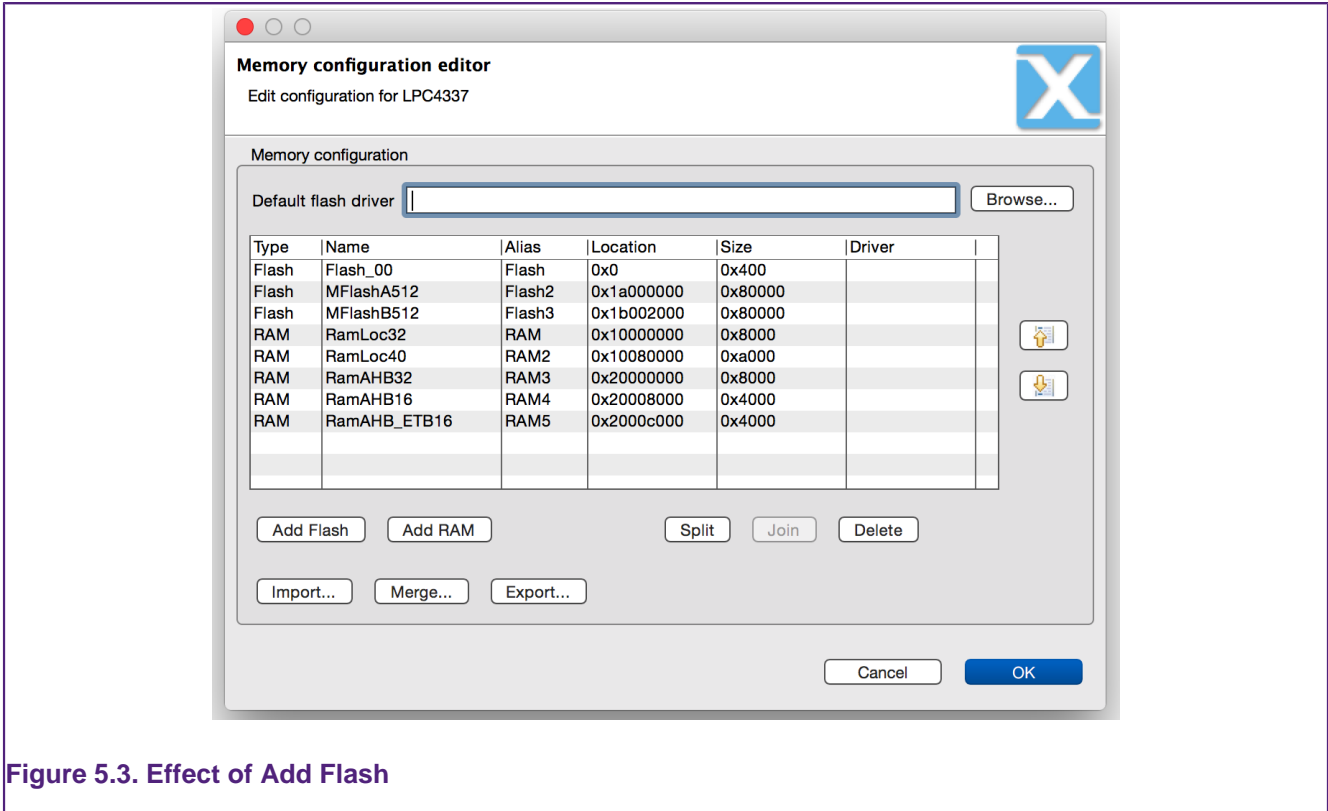 Memory configuration editor
Edit configuration for LPC4337
Memory configuration
Default flash driver Browse...
Type Name Alias Location Size Driver
Flash Flash_00 Flash 0x0 0x400
Flash MFlashA512 Flash2 0x1a000000 0x80000
Flash MFlashB512 Flash3 0x1b002000 0x80000
RAM RamLoc32 RAM 0x10000000 0x8000
RAM RamLoc40 RAM2 0x10080000 0xa000
RAM RamAHB32 RAM3 0x20000000 0x8000
RAM RamAHB16 RAM4 0x20008000 0x4000
RAM RamAHB_ETB16 RAM5 0x2000c000 0x4000
Add Flash Add RAM Split Join Delete
Import... Merge... Export...
Cancel OK
Figure 5.3. Effect of Add Flash